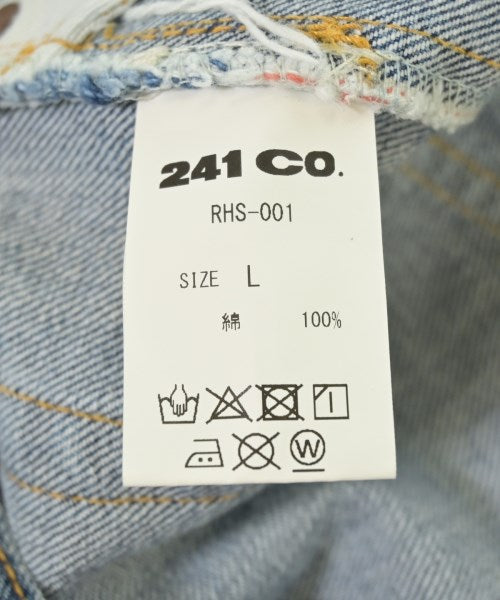 241 CO.
RHS-001
SIZE L
綿 100%
W